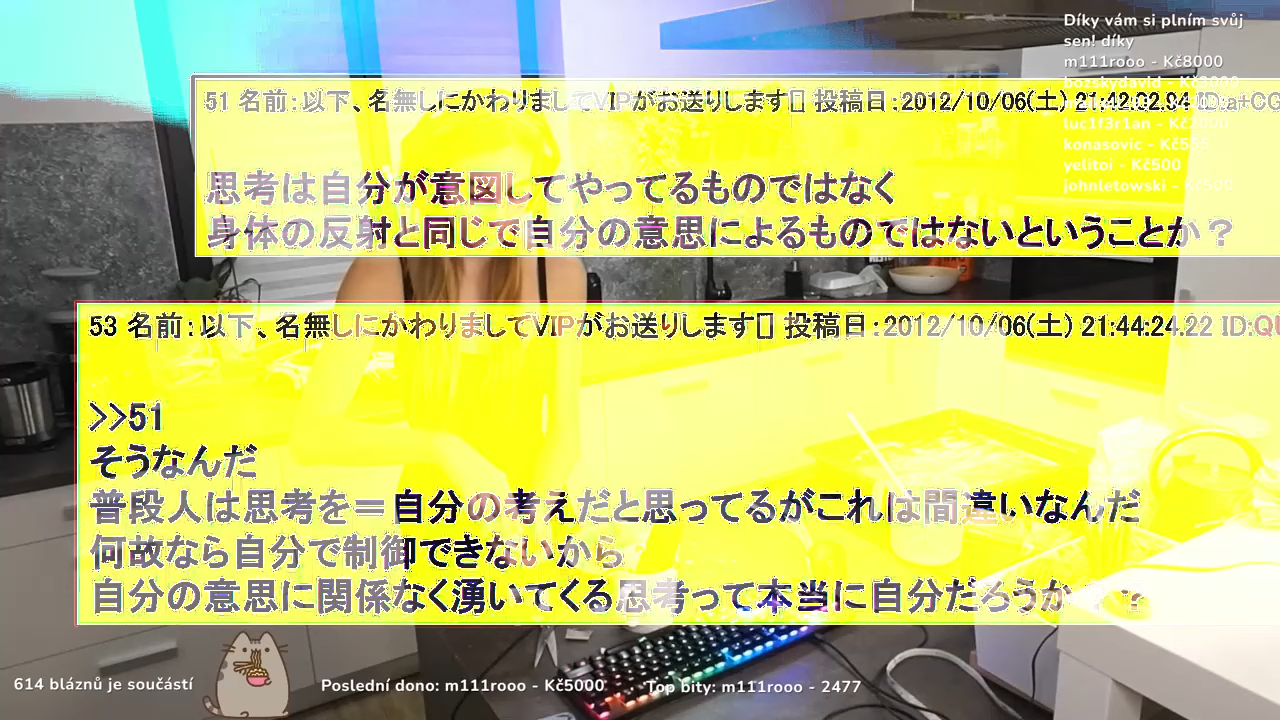 Díky vám si plním svůj
sen! díky
m111rooo - Kč8000
bozskydavid - Kč3000
luc1f3r1an - Kč2000
konasovic - Kč555
yelitoi - Kč500
johnletowski - Kč500
51 名前：以下、名無しにかわりましてVIPがお送りします 投稿日：2012/10/06(土) 21:42:02.94 ID:a+CG
思考は自分が意図してやってるものではなく
身体の反射と同じで自分の意思によるものではないということか？
53 名前：以下、名無しにかわりましてVIPがお送りします 投稿日：2012/10/06(土) 21:44:24.22 ID:Q
>>51
そうなんだ
普段人は思考を＝自分の考えだと思ってるがこれは間違いなんだ
何故なら自分で制御できないから
自分の意思に関係なく湧いてくる思考って本当に自分だろうか？？
614 bláznů je součástí
Poslední dono: m111rooo - Kč5000
Top bity: m111rooo - 2477